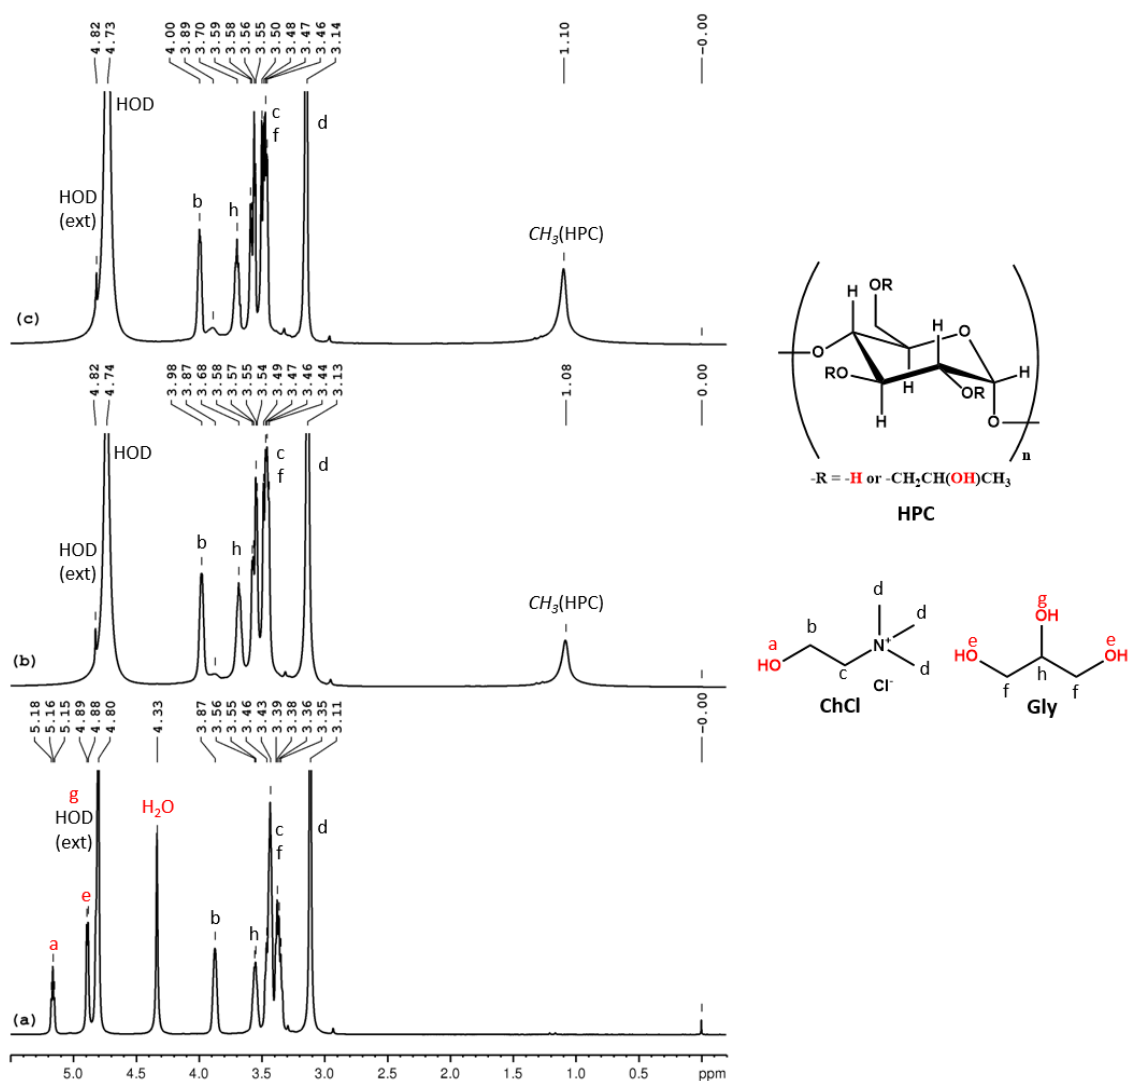 4.82
4.73
4.00
3.89
3.70
3.59
3.58
3.56
3.55
3.50
3.48
3.47
3.46
3.14
1.10
-0.00
HOD
HOD
(ext)
b
h
c
f
d
CH3(HPC)
(c)
4.82
4.74
3.98
3.87
3.68
3.58
3.57
3.55
3.54
3.49
3.47
3.46
3.44
3.13
1.08
0.00
HOD
HOD
(ext)
b
h
c
f
d
CH3(HPC)
(b)
5.18
5.16
5.15
4.89
4.88
4.80
4.33
3.87
3.56
3.55
3.46
3.43
3.39
3.38
3.36
3.35
3.11
-0.00
g
HOD
(ext)
H2O
a
e
b
h
c
f
d
(a)
5.0 4.5 4.0 3.5 3.0 2.5 2.0 1.5 1.0 0.5 ppm
OR
H
H
O
O
RO
H
H
OR
H
O
n
-R = -H or -CH2CH(OH)CH3
HPC
a
HO
b
c
N+
d
d
d
Cl-
ChCl
g
OH
e
HO
e
OH
f
h
f
Gly